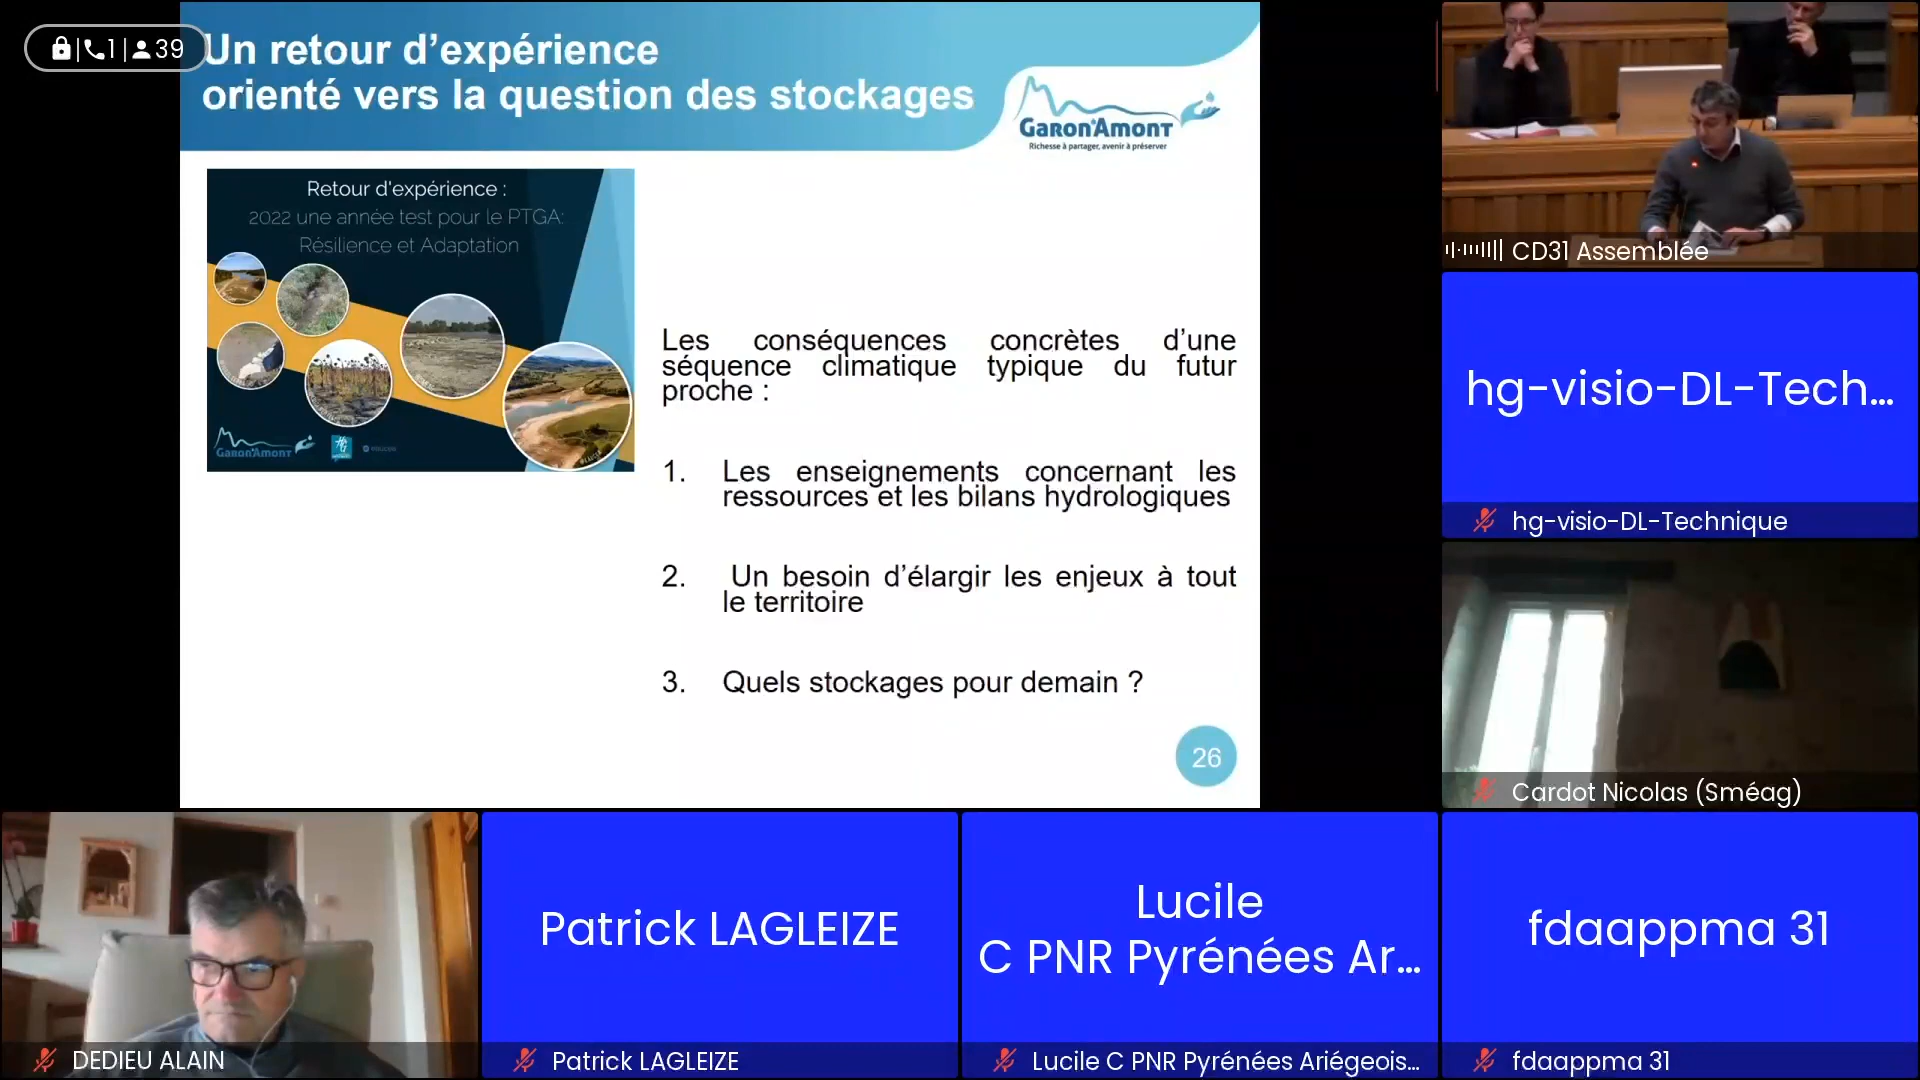 1 39
Un retour d'expérience
orienté vers la question des stockages
GARON'AMONT
Richesse à partager, avenir à préserver
Retour d'expérience :
2022 une année test pour le PTGA:
Résilience et Adaptation
GARON'AMONT
Les conséquences concrètes d'une
séquence climatique typique du futur
proche :
1. Les enseignements concernant les
ressources et les bilans hydrologiques
2. Un besoin d'élargir les enjeux à tout
le territoire
3. Quels stockages pour demain ?
26
CD31 Assemblée
hg-visio-DL-Tech...
hg-visio-DL-Technique
Cardot Nicolas (Sméag)
DEDIEU ALAIN
Patrick LAGLEIZE
Patrick LAGLEIZE
Lucile
C PNR Pyrénées Ar...
Lucile C PNR Pyrénées Ariégeois...
fdaappma 31
fdaappma 31